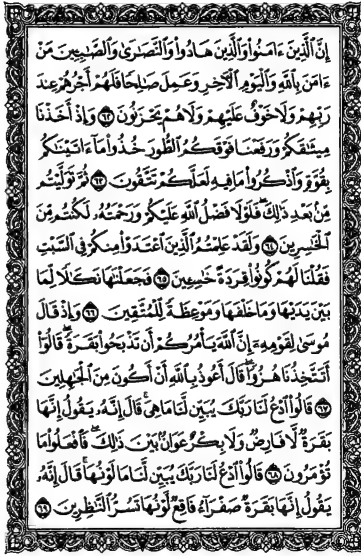 إِنَّ ٱلَّذِينَ ءَامَنُوا۟ وَٱلَّذِينَ هَادُوا۟ وَٱلنَّصَٰرَىٰ وَٱلصَّٰبِـِٔينَ مَنْ
ءَامَنَ بِٱللَّهِ وَٱلْيَوْمِ ٱلْءَاخِرِ وَعَمِلَ صَٰلِحًا فَلَهُمْ أَجْرُهُمْ عِندَ
رَبِّهِمْ وَلَا خَوْفٌ عَلَيْهِمْ وَلَا هُمْ يَحْزَنُونَ ٦٢ وَإِذْ أَخَذْنَا
مِيثَٰقَكُمْ وَرَفَعْنَا فَوْقَكُمُ ٱلطُّورَ خُذُوا۟ مَآ ءَاتَيْنَٰكُم
بِقُوَّةٍ وَٱذْكُرُوا۟ مَا فِيهِ لَعَلَّكُمْ تَتَّقُونَ ٦٣ ثُمَّ تَوَلَّيْتُم
مِّنۢ بَعْدِ ذَٰلِكَ ۖ فَلَوْلَا فَضْلُ ٱللَّهِ عَلَيْكُمْ وَرَحْمَتُهُۥ لَكُنتُم مِّنَ
ٱلْخَٰسِرِينَ ٦٤ وَلَقَدْ عَلِمْتُمُ ٱلَّذِينَ ٱعْتَدَوْا۟ مِنكُمْ فِى ٱلسَّبْتِ
فَقُلْنَا لَهُمْ كُونُوا۟ قِرَدَةً خَٰسِـِٔينَ ٦٥ فَجَعَلْنَٰهَا نَكَٰلًا لِّمَا
بَيْنَ يَدَيْهَا وَمَا خَلْفَهَا وَمَوْعِظَةً لِّلْمُتَّقِينَ ٦٦ وَإِذْ قَالَ
مُوسَىٰ لِقَوْمِهِۦٓ إِنَّ ٱللَّهَ يَأْمُرُكُمْ أَن تَذْبَحُوا۟ بَقَرَةً ۖ قَالُوٓا۟
أَتَتَّخِذُنَا هُزُوًا ۖ قَالَ أَعُوذُ بِٱللَّهِ أَنْ أَكُونَ مِنَ ٱلْجَٰهِلِينَ
٦٧ قَالُوا۟ ٱدْعُ لَنَا رَبَّكَ يُبَيِّن لَّنَا مَا هِىَ ۚ قَالَ إِنَّهُۥ يَقُولُ إِنَّهَا
بَقَرَةٌ لَّا فَارِضٌ وَلَا بِكْرٌ عَوَانٌۢ بَيْنَ ذَٰلِكَ ۖ فَٱفْعَلُوا۟ مَا
تُؤْمَرُونَ ٦٨ قَالُوا۟ ٱدْعُ لَنَا رَبَّكَ يُبَيِّن لَّنَا مَا لَوْنُهَا ۚ قَالَ إِنَّهُۥ
يَقُولُ إِنَّهَا بَقَرَةٌ صَفْرَآءُ فَاقِعٌ لَّوْنُهَا تَسُرُّ ٱلنَّٰظِرِينَ ٦٩